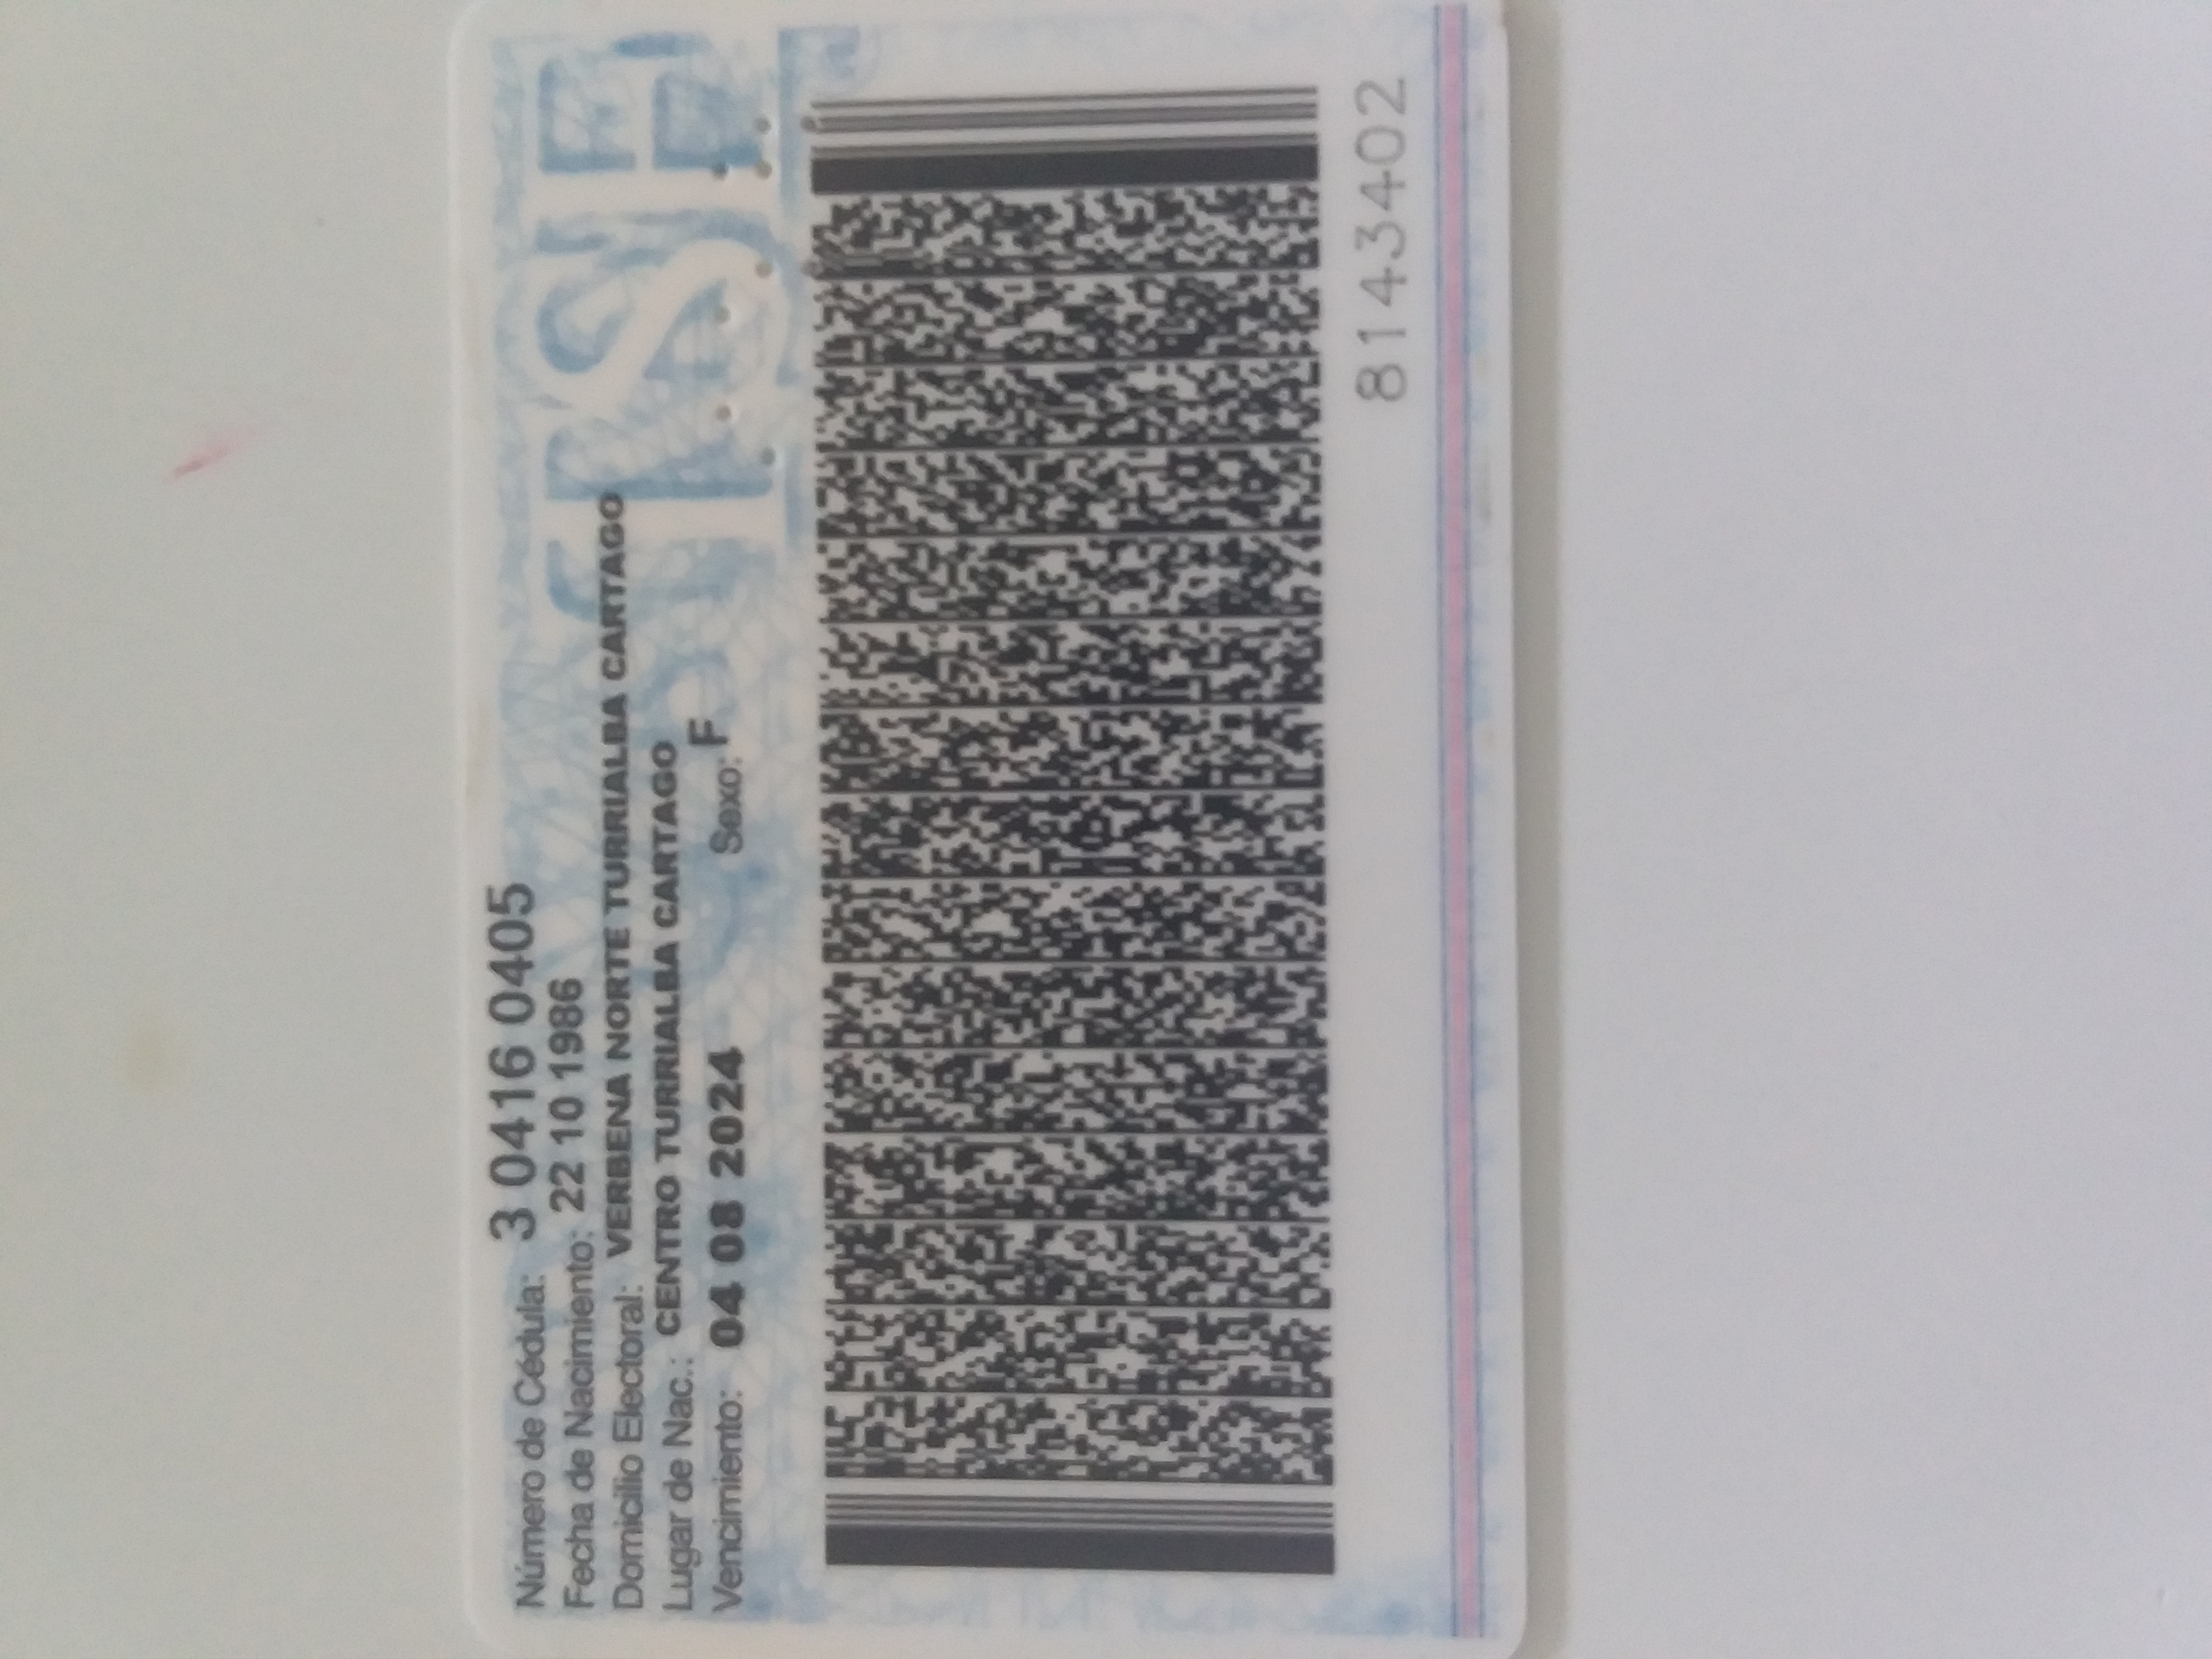 Número de Cédula: 3 0416 0405
Fecha de Nacimiento: 22 10 1986
Domicilio Electoral: VERBENA NORTE TURRIALBA CARTAGO
Lugar de Nac.: CENTRO TURRIALBA CARTAGO
Vencimiento: 04 08 2024 Sexo: F
TSE
8143402